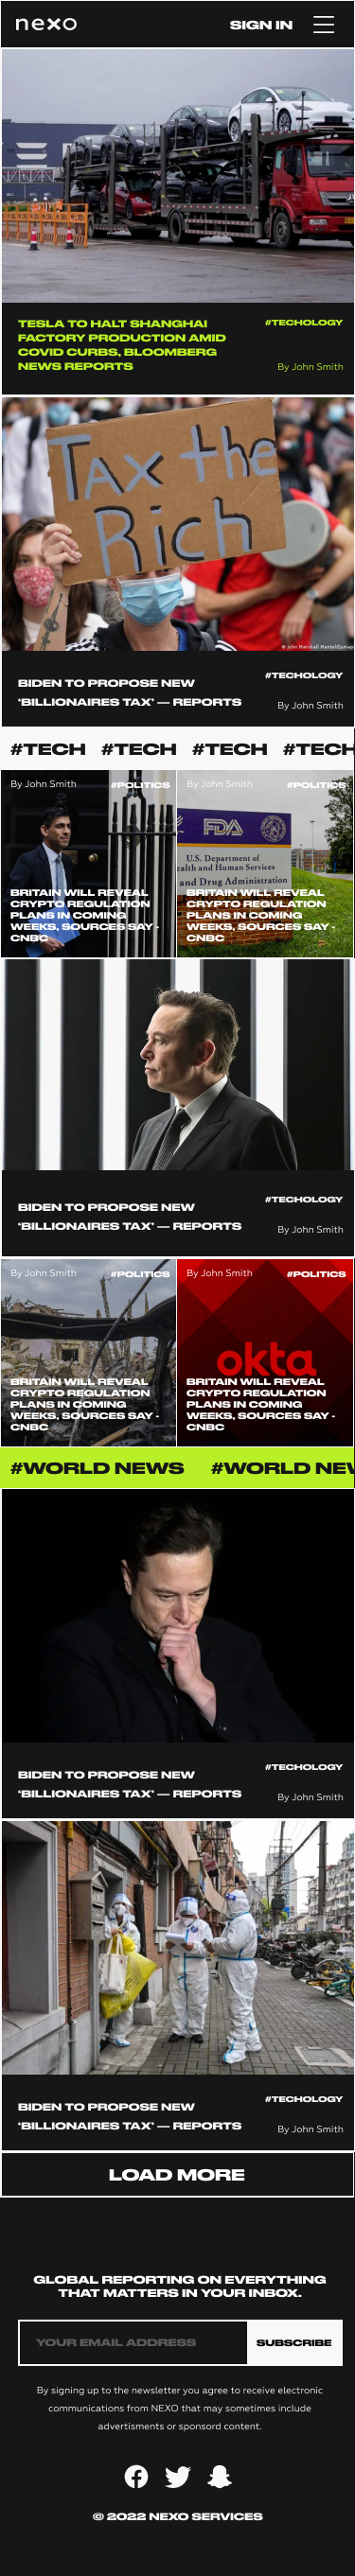 nexo
SIGN IN
TESLA TO HALT SHANGHAI
FACTORY PRODUCTION AMID
COVID CURBS, BLOOMBERG
NEWS REPORTS
#TECHOLOGY
By John Smith
Tax the
Rich
BIDEN TO PROPOSE NEW
'BILLIONAIRES TAX' — REPORTS
#TECHOLOGY
By John Smith
#TECH #TECH #TECH #TECH
By John Smith
#POLITICS
BRITAIN WILL REVEAL
CRYPTO REGULATION
PLANS IN COMING
WEEKS, SOURCES SAY -
CNBC
By John Smith
#POLITICS
FDA
U.S. Department of
Health and Human Services
and Drug Administration
BRITAIN WILL REVEAL
CRYPTO REGULATION
PLANS IN COMING
WEEKS, SOURCES SAY -
CNBC
BIDEN TO PROPOSE NEW
'BILLIONAIRES TAX' — REPORTS
#TECHOLOGY
By John Smith
By John Smith
#POLITICS
BRITAIN WILL REVEAL
CRYPTO REGULATION
PLANS IN COMING
WEEKS, SOURCES SAY -
CNBC
By John Smith
#POLITICS
okta
BRITAIN WILL REVEAL
CRYPTO REGULATION
PLANS IN COMING
WEEKS, SOURCES SAY -
CNBC
#WORLD NEWS #WORLD NEW
BIDEN TO PROPOSE NEW
'BILLIONAIRES TAX' — REPORTS
#TECHOLOGY
By John Smith
BIDEN TO PROPOSE NEW
'BILLIONAIRES TAX' — REPORTS
#TECHOLOGY
By John Smith
LOAD MORE
GLOBAL REPORTING ON EVERYTHING
THAT MATTERS IN YOUR INBOX.
YOUR EMAIL ADDRESS
SUBSCRIBE
By signing up to the newsletter you agree to receive electronic
communications from NEXO that may sometimes include
advertisments or sponsord content.
© 2022 NEXO SERVICES